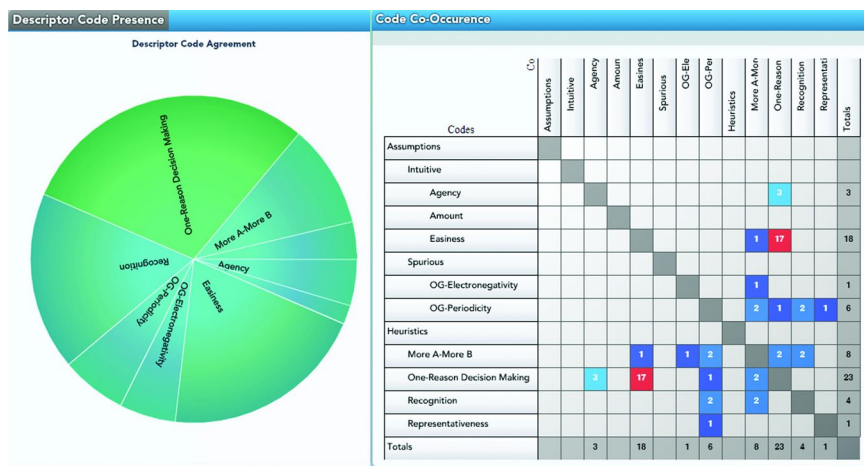 Descriptor Code Presence
Descriptor Code Agreement
One-Reason Decision Making
More A-More B
Agency
Easiness
OG-Electronegativity
OG-Periodicity
Recognition
Code Co-Occurence
Co
Codes
Assumptions
Intuitive
Agency
Amoun
Easines
Spurious
OG-Ele
OG-Per
Heuristics
More A-More
One-Reason
Recognition
Representati
Totals
Assumptions
Intuitive
Agency 3 3
Amount
Easiness 1 17 18
Spurious
OG-Electronegativity 1 1
OG-Periodicity 2 1 2 1 6
Heuristics
More A-More B 1 1 2 2 2 8
One-Reason Decision Making 3 17 1 2 23
Recognition 2 2 4
Representativeness 1 1
Totals 3 18 1 6 8 23 4 1